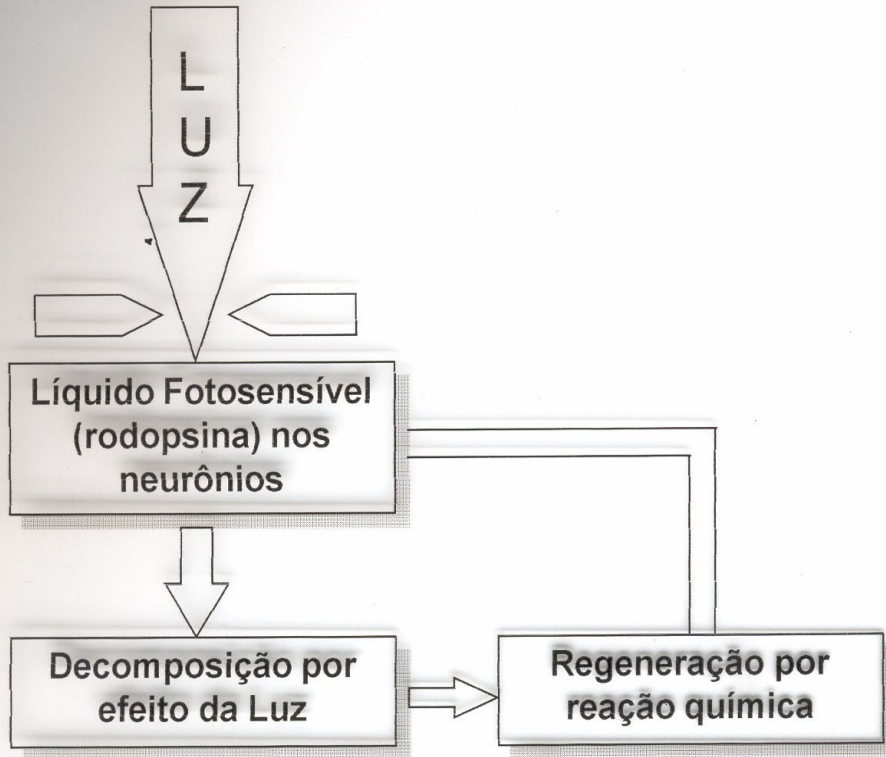 L
U
Z
Líquido Fotosensível
(rodopsina) nos
neurônios
Decomposição por
efeito da Luz
Regeneração por
reação química